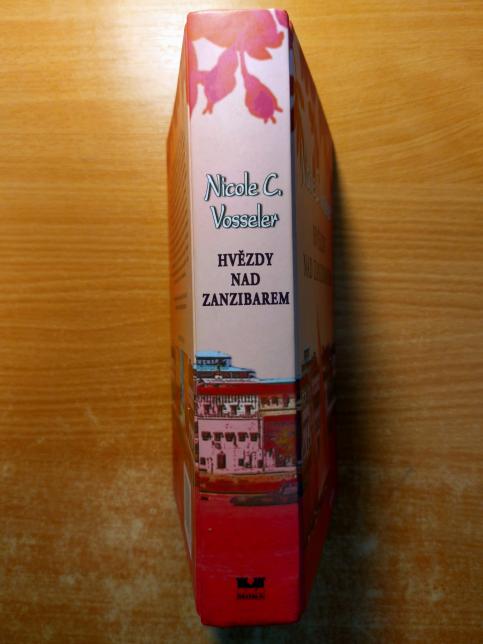 Nicole C.
Vosseler
HVĚZDY
NAD
ZANZIBAREM